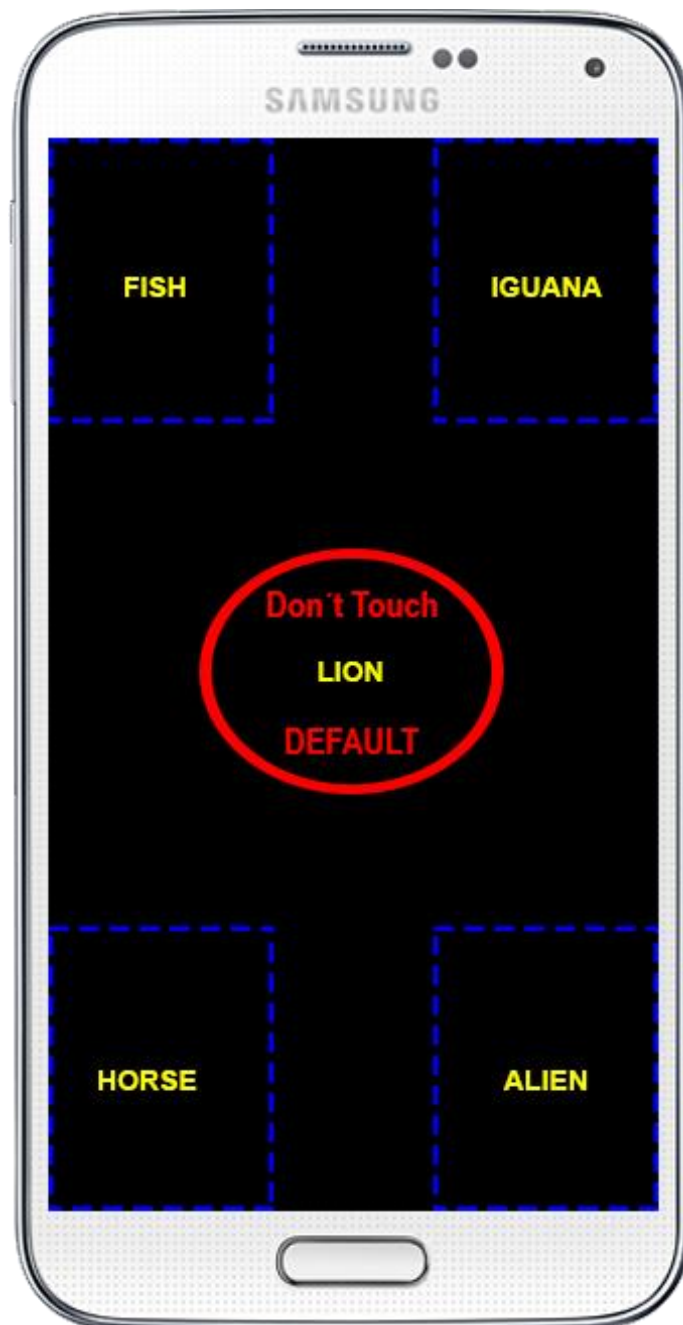 SAMSUNG
FISH
IGUANA
Don´t Touch
LION
DEFAULT
HORSE
ALIEN